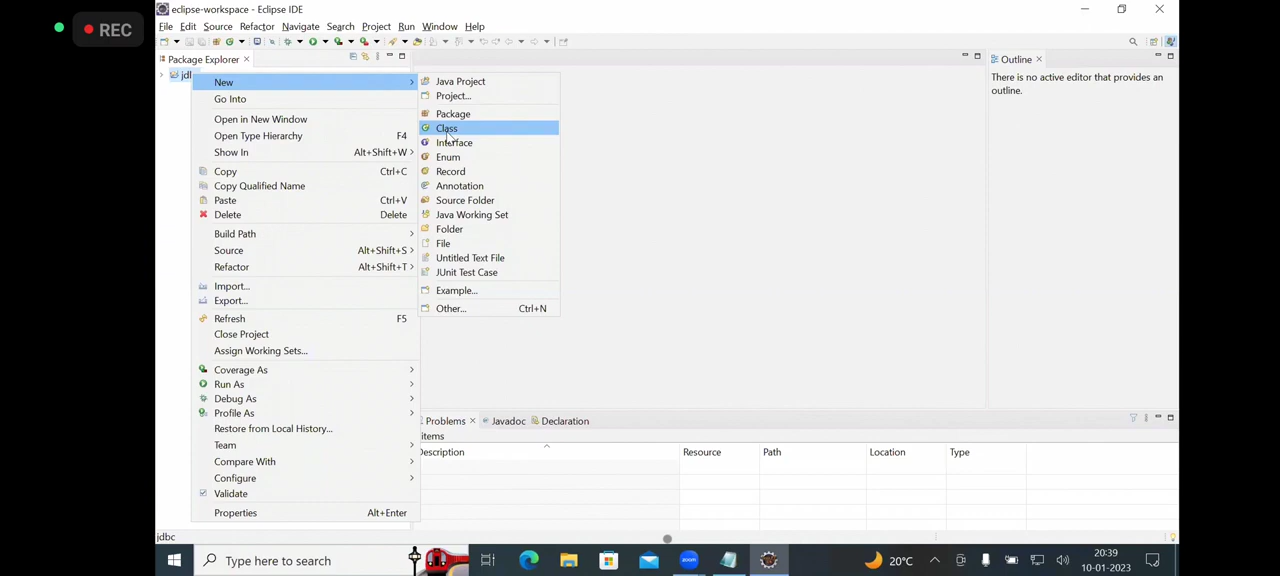 REC
eclipse-workspace - Eclipse IDE
File Edit Source Refactor Navigate Search Project Run Window Help
Package Explorer
Outline
There is no active editor that provides an
outline.
New
Go Into
Open in New Window
Open Type Hierarchy F4
Show In Alt+Shift+W
Copy Ctrl+C
Copy Qualified Name
Paste Ctrl+V
Delete Delete
Build Path
Source Alt+Shift+S
Refactor Alt+Shift+T
Import...
Export...
Refresh F5
Close Project
Assign Working Sets...
Coverage As
Run As
Debug As
Profile As
Restore from Local History...
Team
Compare With
Configure
Validate
Properties Alt+Enter
Java Project
Project...
Package
Class
Interface
Enum
Record
Annotation
Source Folder
Java Working Set
Folder
File
Untitled Text File
JUnit Test Case
Example...
Other... Ctrl+N
Problems Javadoc Declaration
items
Description Resource Path Location Type
jdbc
Type here to search
zoom
20°C
20:39
10-01-2023